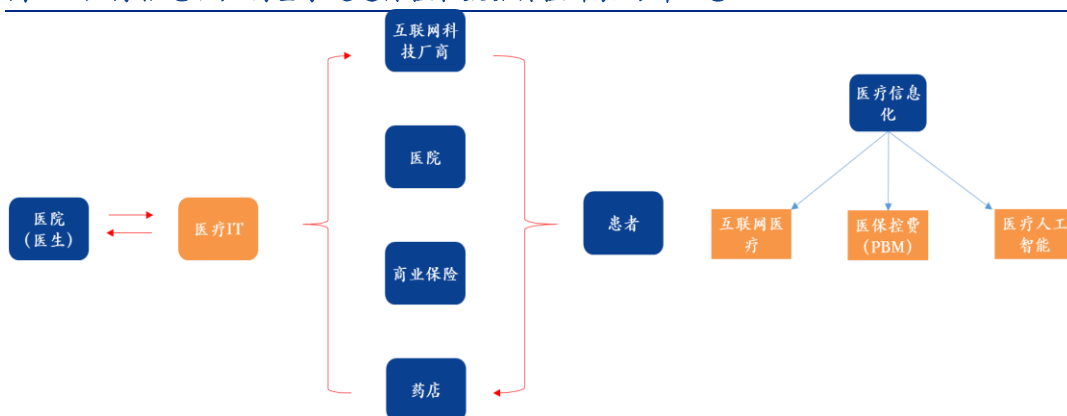 互联网科
技厂商
医院
商业保险
药店
医院
(医生)
医疗IT
患者
医疗信息
化
互联网医
疗
医保控费
(PBM)
医疗人工
智能